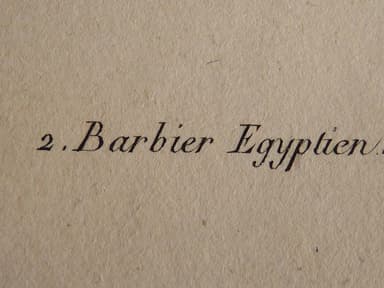 2. Barbier Egyptien.